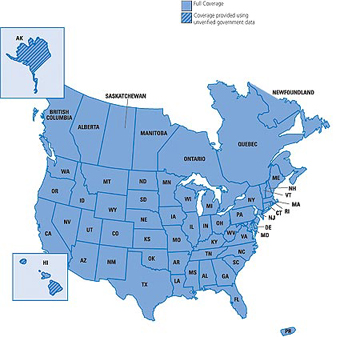 Full Coverage
Coverage provided using
unverified government data
AK
SASKATCHEWAN
NEWFOUNDLAND
BRITISH
COLUMBIA
ALBERTA
MANITOBA
ONTARIO
QUEBEC
WA
MT
ND
MN
ME
OR
ID
SD
WI
MI
NY
NH
VT
MA
WY
IA
PA
CT
RI
NJ
NV
UT
NE
IL
IN
OH
DE
CA
CO
KS
MO
WV
VA
MD
KY
HI
AZ
NM
OK
AR
TN
NC
SC
MS
AL
GA
TX
LA
FL
PR